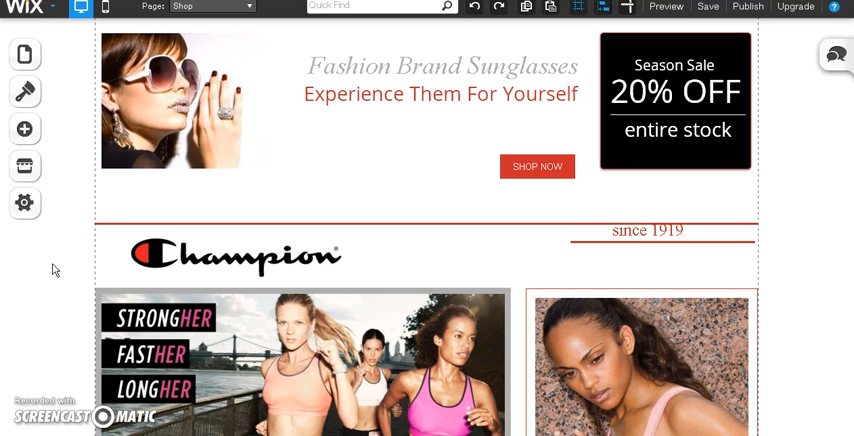 WiX
Page: Shop
Quick Find
Preview Save Publish Upgrade ?
Fashion Brand Sunglasses
Experience Them For Yourself
SHOP NOW
Season Sale
20% OFF
entire stock
Champion®
since 1919
STRONGHER
FASTHER
LONGHER
Recorded with
SCREENCAST-O-MATIC